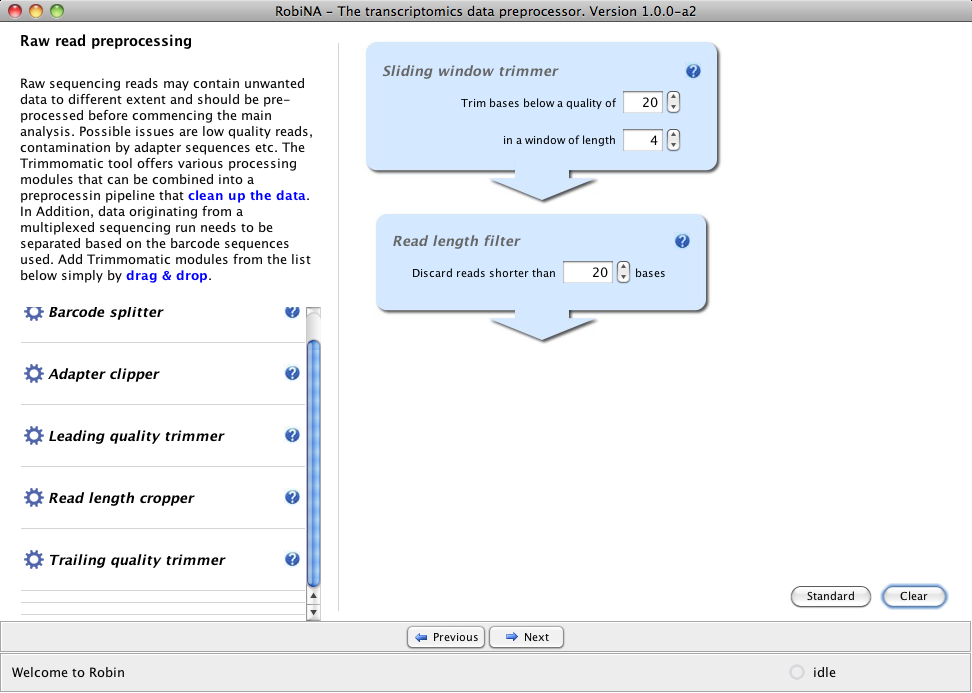 RobiNA - The transcriptomics data preprocessor. Version 1.0.0-a2
Raw read preprocessing
Raw sequencing reads may contain unwanted
data to different extent and should be pre-
processed before commencing the main
analysis. Possible issues are low quality reads,
contamination by adapter sequences etc. The
Trimmomatic tool offers various processing
modules that can be combined into a
preprocessin pipeline that clean up the data.
In Addition, data originating from a
multiplexed sequencing run needs to be
separated based on the barcode sequences
used. Add Trimmomatic modules from the list
below simply by drag & drop.
Barcode splitter ?
Adapter clipper ?
Leading quality trimmer ?
Read length cropper ?
Trailing quality trimmer ?
Sliding window trimmer ?
Trim bases below a quality of 20
in a window of length 4
Read length filter ?
Discard reads shorter than 20 bases
Standard Clear
Previous Next
Welcome to Robin idle